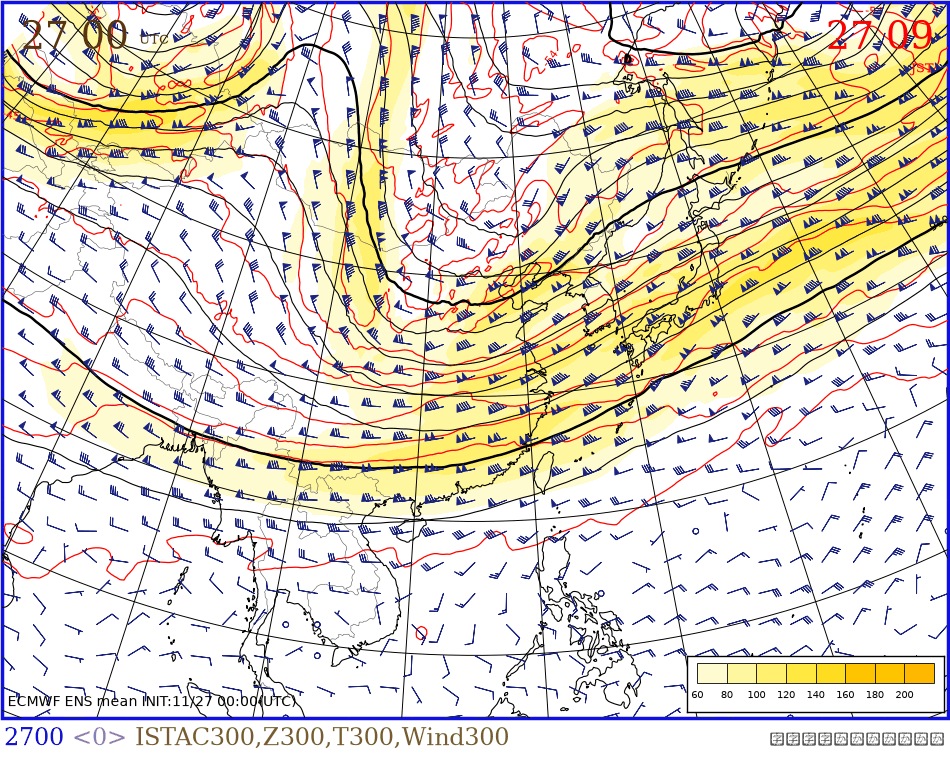 27 00 UTC
27 09
60 80 100 120 140 160 180 200
ECMWF ENS mean INIT:11/27 00:00(UTC)
2700 <0> ISTAC300,Z300,T300,Wind300